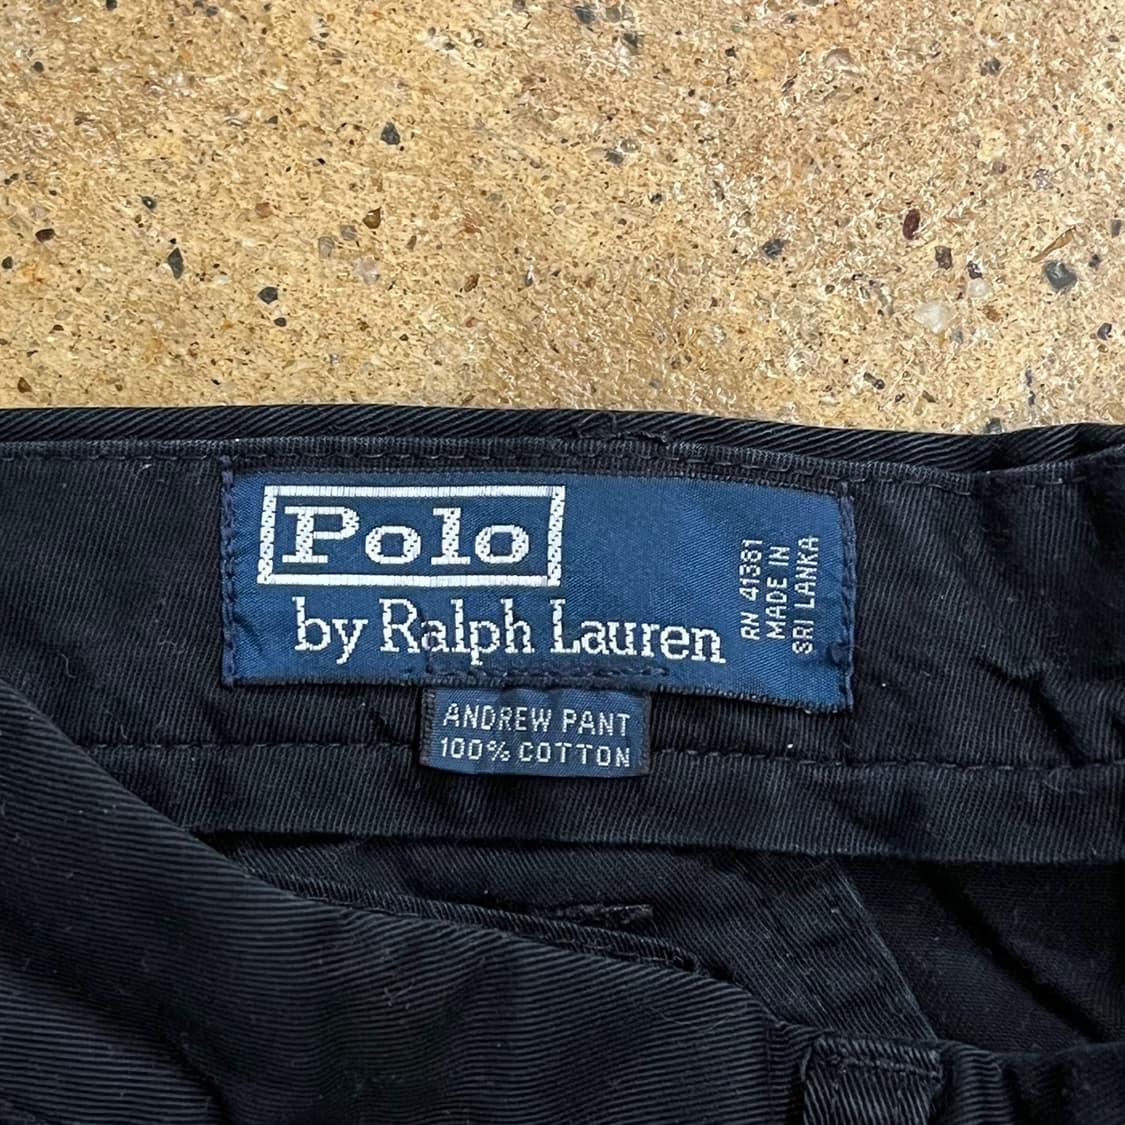 Polo
by Ralph Lauren
RN 41381
MADE IN
SRI LANKA
ANDREW PANT
100% COTTON